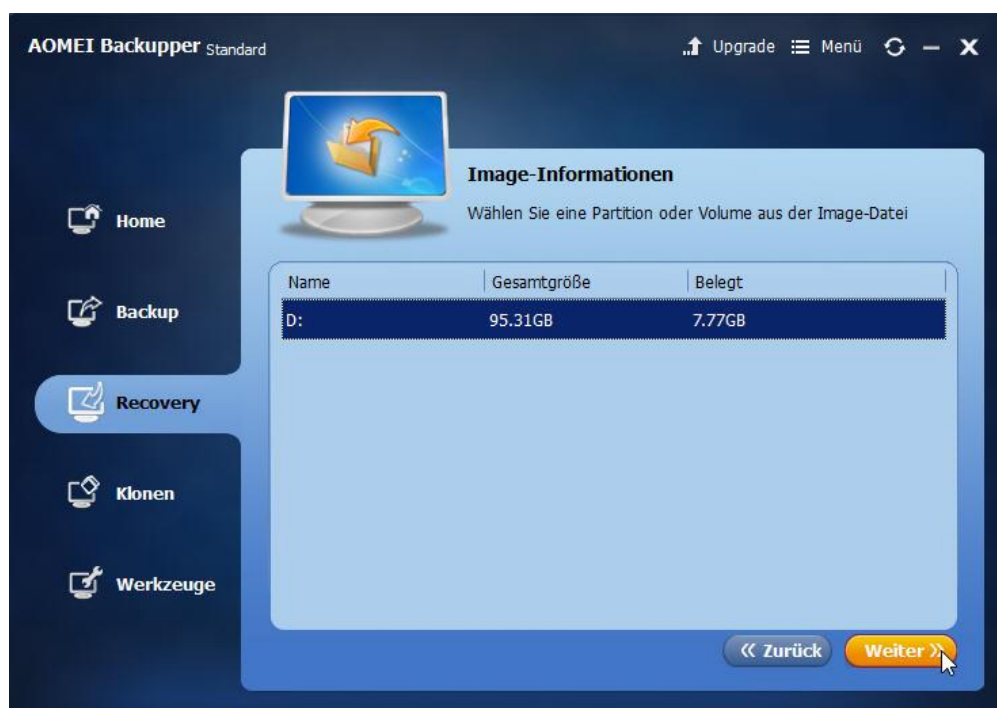 AOMEI Backupper Standard
Upgrade Menü
Image-Informationen
Wählen Sie eine Partition oder Volume aus der Image-Datei
Home
Backup
Recovery
Klonen
Werkzeuge
Name Gesamtgröße Belegt
D: 95.31GB 7.77GB
Zurück Weiter